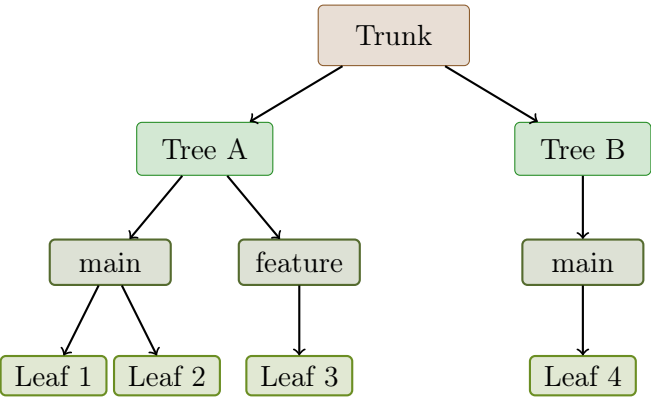 Trunk
Tree A
Tree B
main
feature
main
Leaf 1
Leaf 2
Leaf 3
Leaf 4